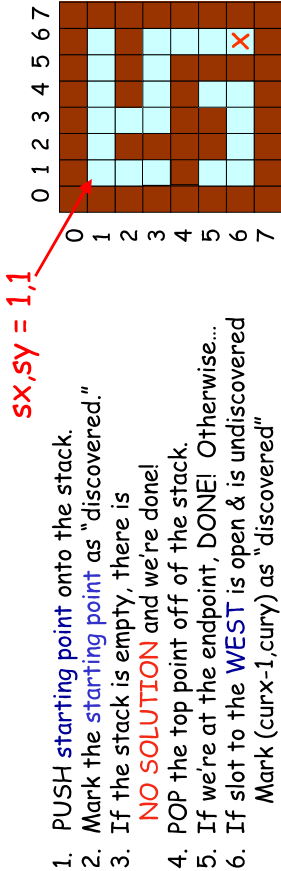 sx,sy = 1,1
1. PUSH starting point onto the stack.
2. Mark the starting point as “discovered.”
3. If the stack is empty, there is
NO SOLUTION and we’re done!
4. POP the top point off of the stack.
5. If we’re at the endpoint, DONE! Otherwise…
6. If slot to the WEST is open & is undiscovered
Mark (curx-1,cury) as “discovered”
0 1 2 3 4 5 6 7
0
1
2
3
4
5
6
X
7